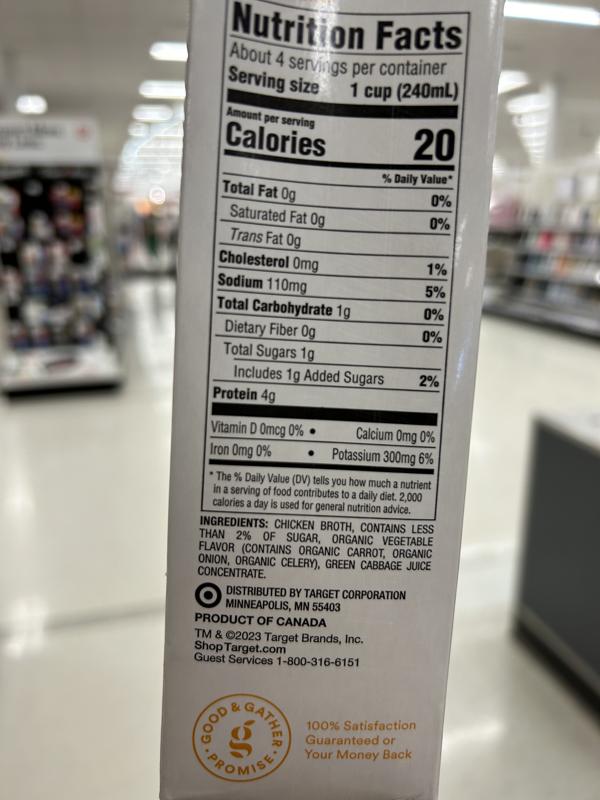 Nutrition Facts
About 4 servings per container
Serving size 1 cup (240mL)
Amount per serving
Calories 20
% Daily Value*
Total Fat 0g 0%
Saturated Fat 0g 0%
Trans Fat 0g
Cholesterol 0mg 1%
Sodium 110mg 5%
Total Carbohydrate 1g 0%
Dietary Fiber 0g 0%
Total Sugars 1g
Includes 1g Added Sugars 2%
Protein 4g
Vitamin D 0mcg 0% • Calcium 0mg 0%
Iron 0mg 0% • Potassium 300mg 6%
* The % Daily Value (DV) tells you how much a nutrient
in a serving of food contributes to a daily diet. 2,000
calories a day is used for general nutrition advice.
INGREDIENTS: CHICKEN BROTH, CONTAINS LESS
THAN 2% OF SUGAR, ORGANIC VEGETABLE
FLAVOR (CONTAINS ORGANIC CARROT, ORGANIC
ONION, ORGANIC CELERY), GREEN CABBAGE JUICE
CONCENTRATE.
DISTRIBUTED BY TARGET CORPORATION
MINNEAPOLIS, MN 55403
PRODUCT OF CANADA
TM & ©2023 Target Brands, Inc.
ShopTarget.com
Guest Services 1-800-316-6151
GOOD & GATHER
g
• PROMISE •
100% Satisfaction
Guaranteed or
Your Money Back